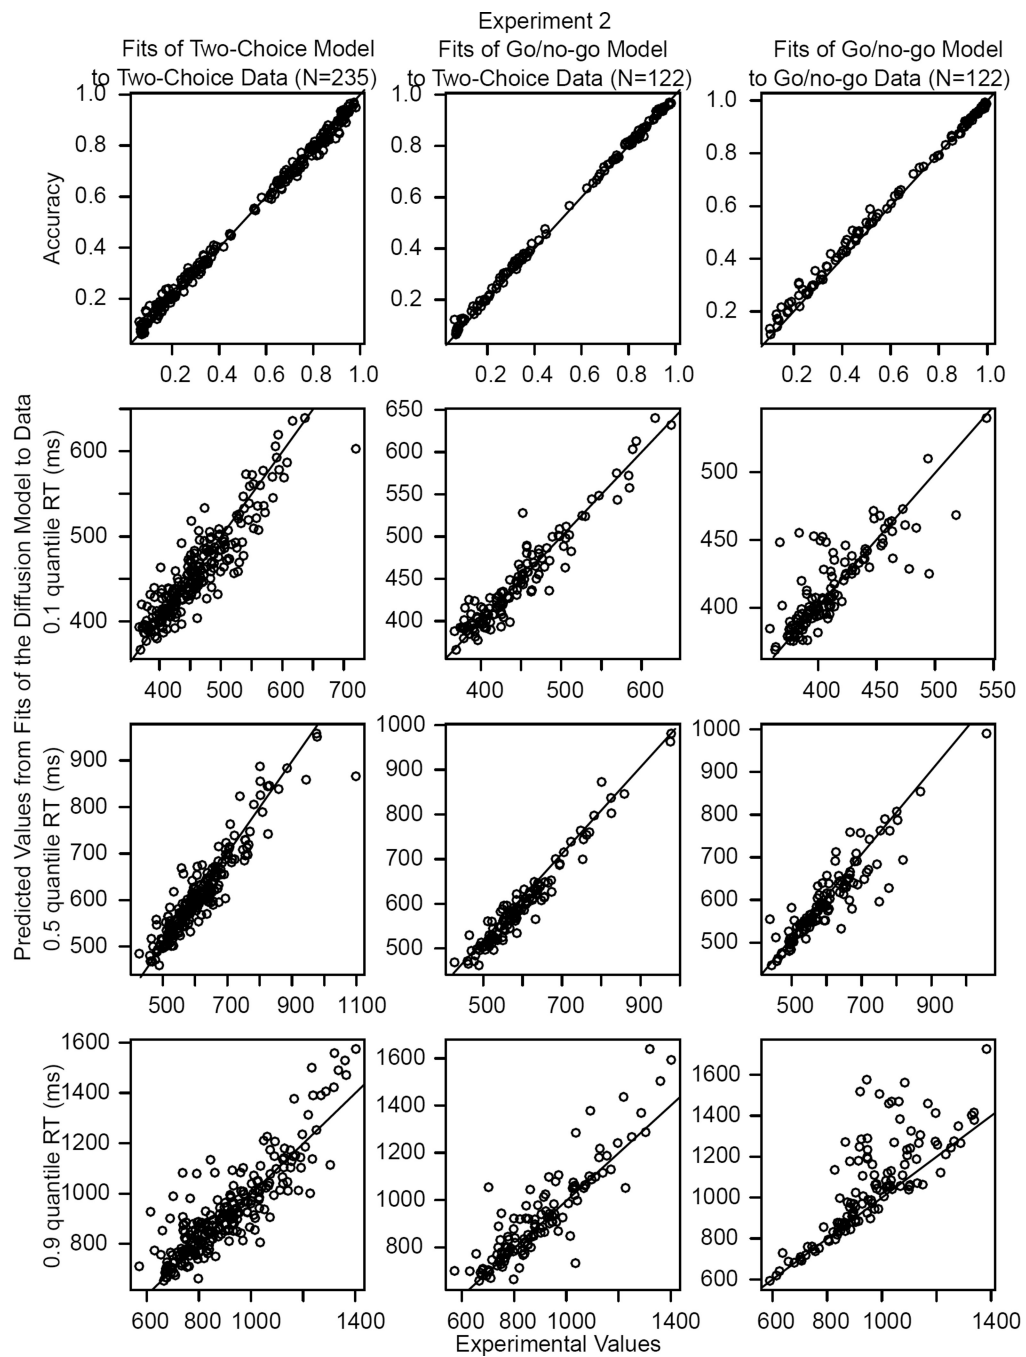 Experiment 2
Fits of Two-Choice Model
to Two-Choice Data (N=235)
Fits of Go/no-go Model
to Two-Choice Data (N=122)
Fits of Go/no-go Model
to Go/no-go Data (N=122)
Predicted Values from Fits of the Diffusion Model to Data
Accuracy
1.0
0.8
0.6
0.4
0.2
0.2 0.4 0.6 0.8 1.0
1.0
0.8
0.6
0.4
0.2
0.2 0.4 0.6 0.8 1.0
1.0
0.8
0.6
0.4
0.2
0.2 0.4 0.6 0.8 1.0
0.1 quantile RT (ms)
600
500
400
400 500 600 700
650
600
550
500
450
400
400 500 600
500
450
400
400 450 500 550
0.5 quantile RT (ms)
900
800
700
600
500
500 700 900 1100
1000
900
800
700
600
500
500 700 900
1000
900
800
700
600
500
500 700 900
0.9 quantile RT (ms)
1600
1400
1200
1000
800
600 800 1000 1400
1600
1400
1200
1000
800
600 800 1000 1400
1600
1400
1200
1000
800
600
600 800 1000 1400
Experimental Values